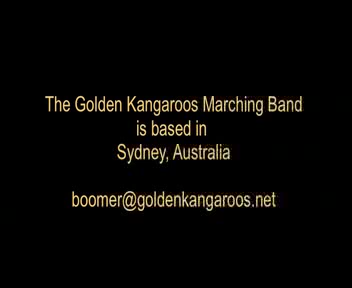 The Golden Kangaroos Marching Band
is based in
Sydney, Australia
boomer@goldenkangaroos.net